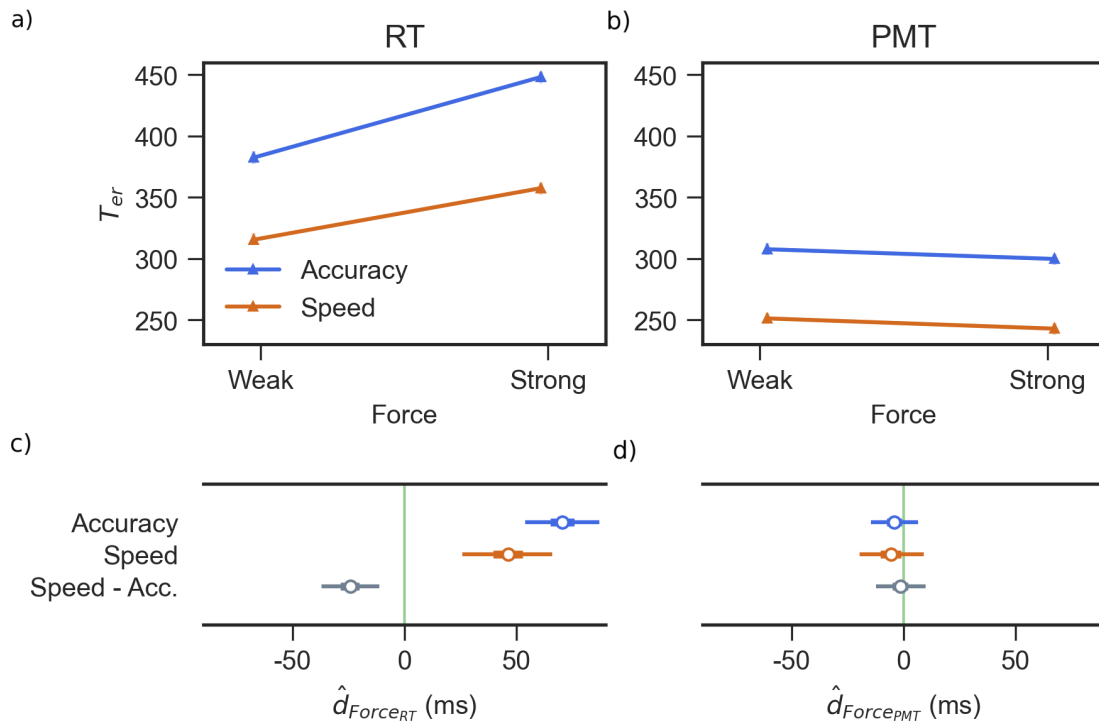 a)
RT
450
400
350
300
250
T_er
Accuracy
Speed
Weak
Strong
Force
b)
PMT
450
400
350
300
250
Weak
Strong
Force
c)
Accuracy
Speed
Speed - Acc.
-50
0
50
d̂_Force_RT (ms)
d)
-50
0
50
d̂_Force_PMT (ms)